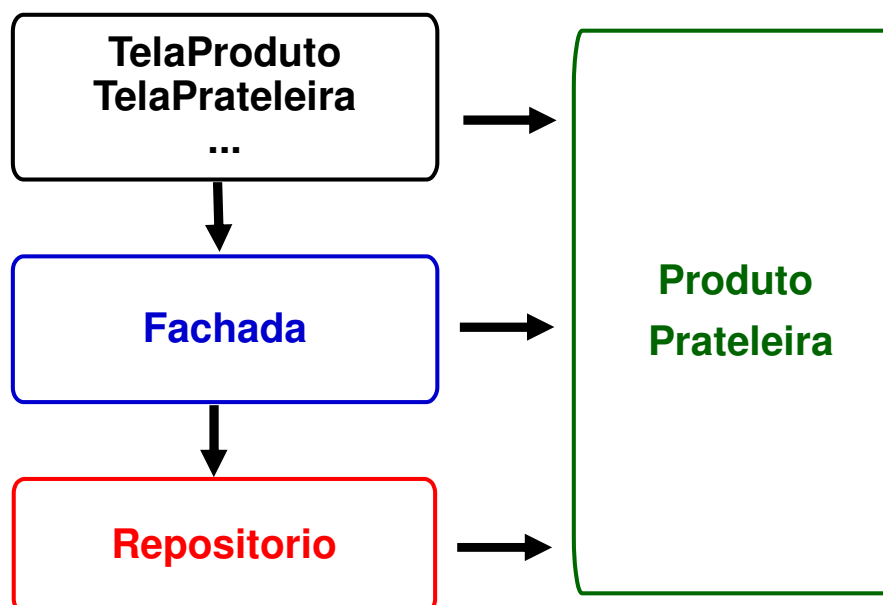 TelaProduto
TelaPrateleira
...
Fachada
Repositorio
Produto
Prateleira